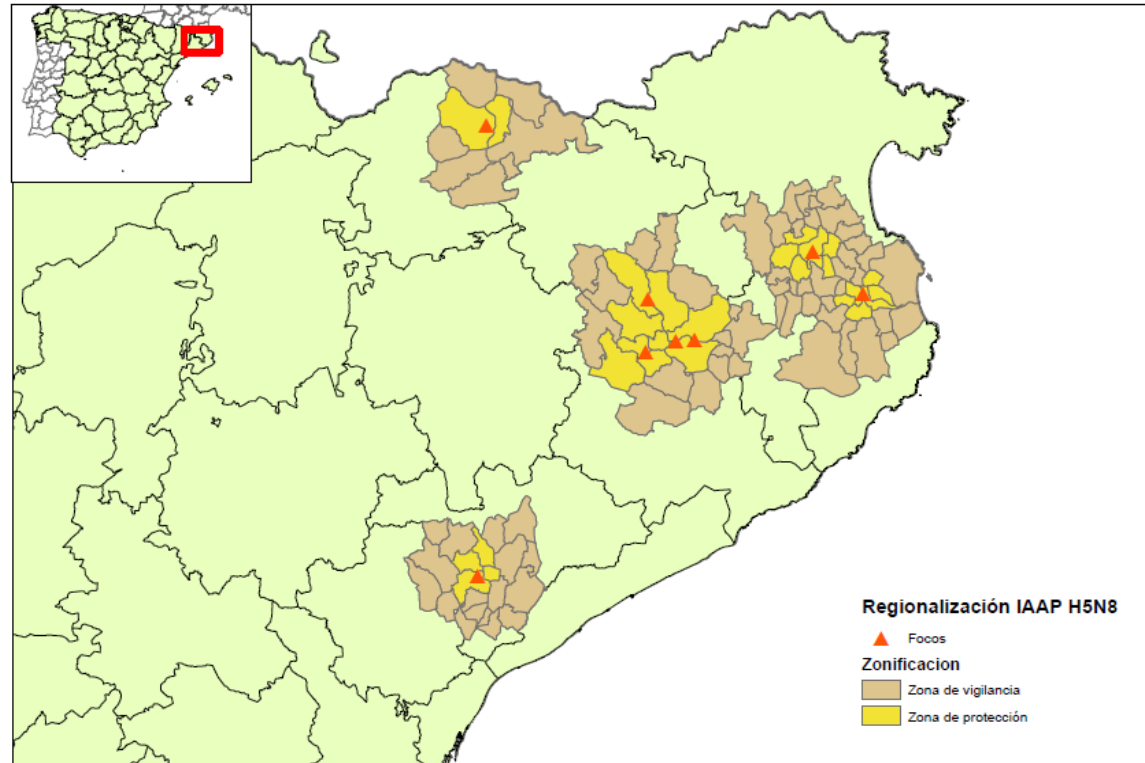 Regionalización IAAP H5N8
Focos
Zonificacion
Zona de vigilancia
Zona de protección